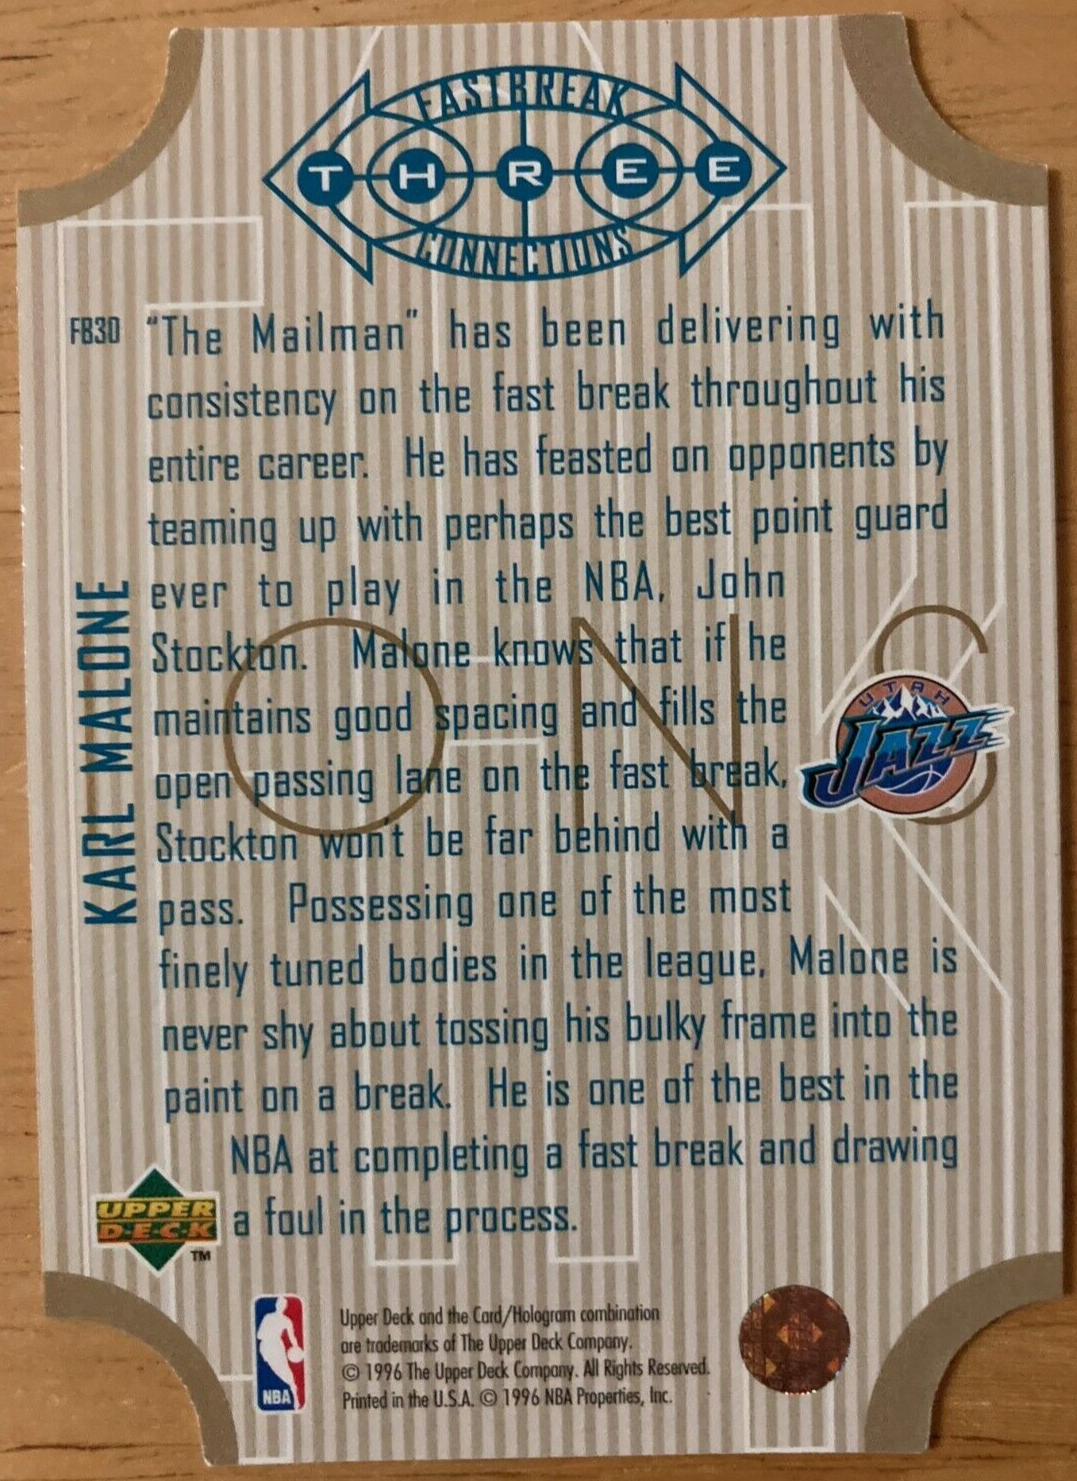 FASTBREAK
THREE
CONNECTIONS
FB30
"The Mailman" has been delivering with
consistency on the fast break throughout his
entire career. He has feasted on opponents by
teaming up with perhaps the best point guard
ever to play in the NBA, John
Stockton. Malone knows that if he
maintains good spacing and fills the
open passing lane on the fast break,
Stockton won't be far behind with a
pass. Possessing one of the most
finely tuned bodies in the league, Malone is
never shy about tossing his bulky frame into the
paint on a break. He is one of the best in the
NBA at completing a fast break and drawing
a foul in the process.
KARL MALONE
ONS
UTAH
JAZZ
UPPER
D·E·C·K
TM
NBA
Upper Deck and the Card/Hologram combination
are trademarks of The Upper Deck Company.
© 1996 The Upper Deck Company. All Rights Reserved.
Printed in the U.S.A. © 1996 NBA Properties, Inc.